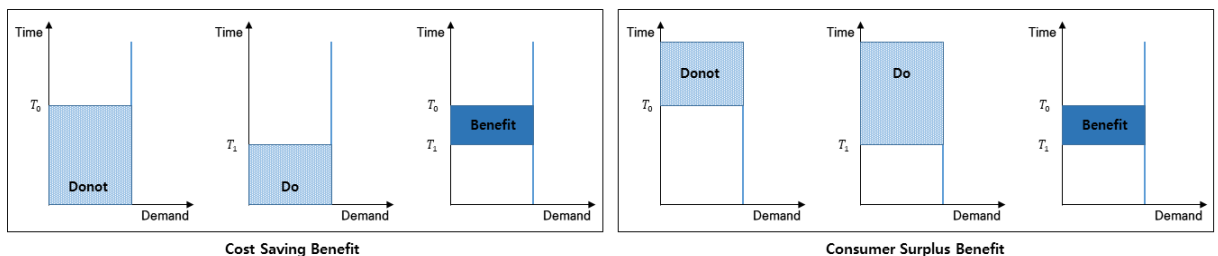 Time
T₀
Donot
Demand
Time
T₁
Do
Demand
Time
T₀
Benefit
T₁
Demand
Cost Saving Benefit
Time
Donot
T₀
Demand
Time
Do
T₁
Demand
Time
T₀
Benefit
T₁
Demand
Consumer Surplus Benefit